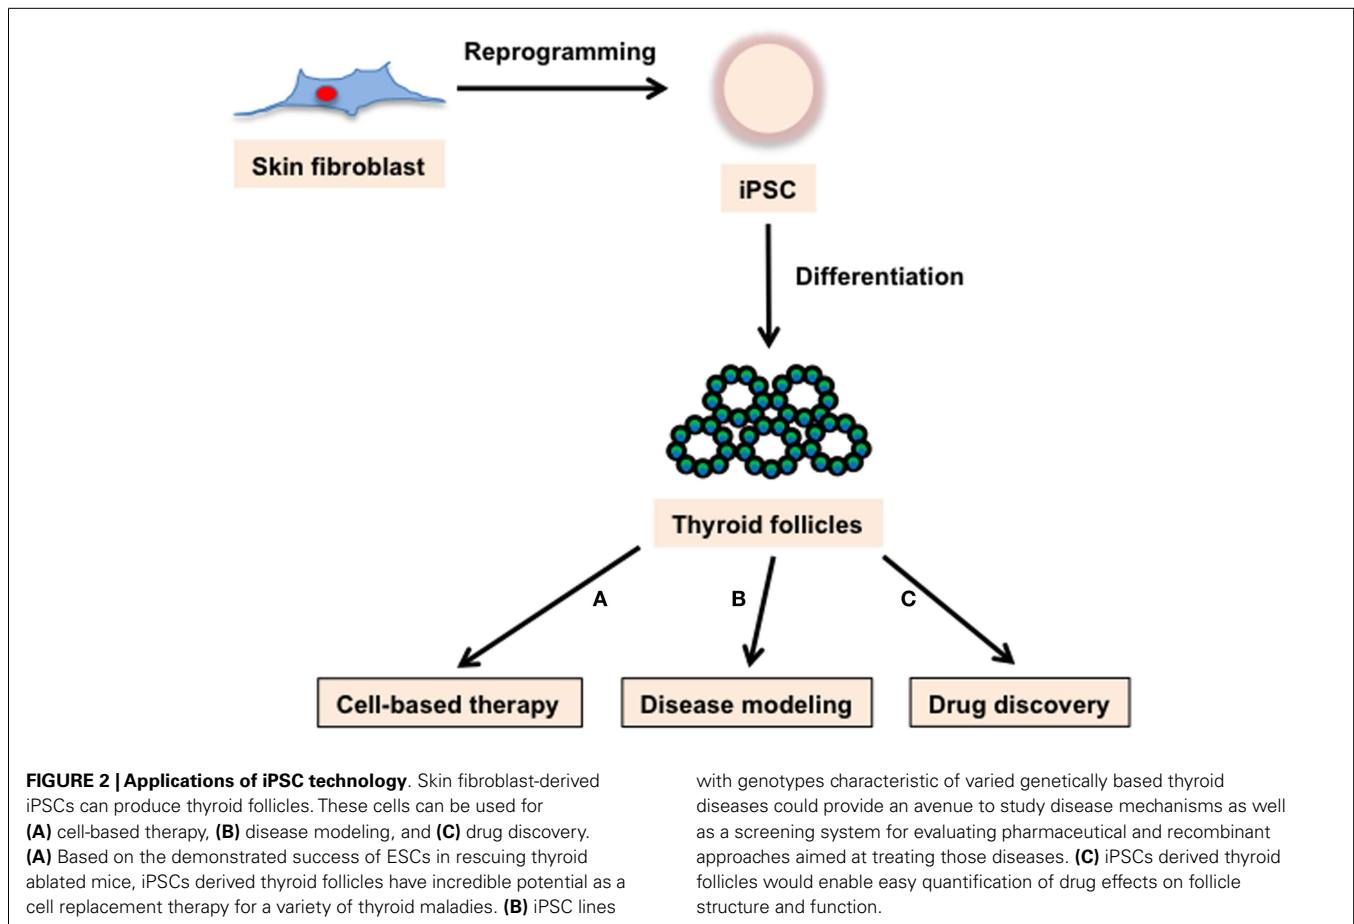 Reprogramming
Skin fibroblast
iPSC
Differentiation
Thyroid follicles
A
B
C
Cell-based therapy
Disease modeling
Drug discovery
FIGURE 2 | Applications of iPSC technology. Skin fibroblast-derived
iPSCs can produce thyroid follicles. These cells can be used for
(A) cell-based therapy, (B) disease modeling, and (C) drug discovery.
(A) Based on the demonstrated success of ESCs in rescuing thyroid
ablated mice, iPSCs derived thyroid follicles have incredible potential as a
cell replacement therapy for a variety of thyroid maladies. (B) iPSC lines
with genotypes characteristic of varied genetically based thyroid
diseases could provide an avenue to study disease mechanisms as well
as a screening system for evaluating pharmaceutical and recombinant
approaches aimed at treating those diseases. (C) iPSCs derived thyroid
follicles would enable easy quantification of drug effects on follicle
structure and function.